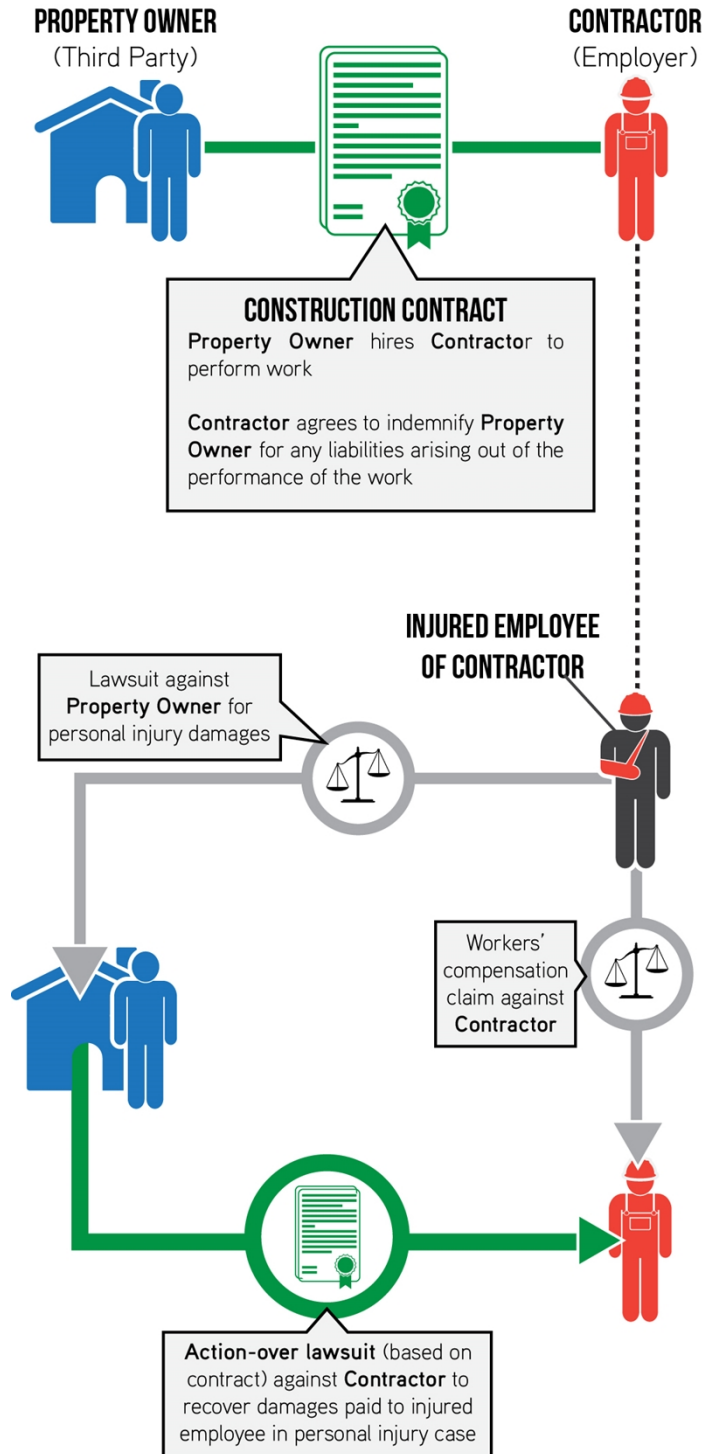 PROPERTY OWNER
(Third Party)
CONTRACTOR
(Employer)
CONSTRUCTION CONTRACT
Property Owner hires Contractor to
perform work
Contractor agrees to indemnify Property
Owner for any liabilities arising out of the
performance of the work
INJURED EMPLOYEE
OF CONTRACTOR
Lawsuit against
Property Owner for
personal injury damages
Workers’
compensation
claim against
Contractor
Action-over lawsuit (based on
contract) against Contractor to
recover damages paid to injured
employee in personal injury case